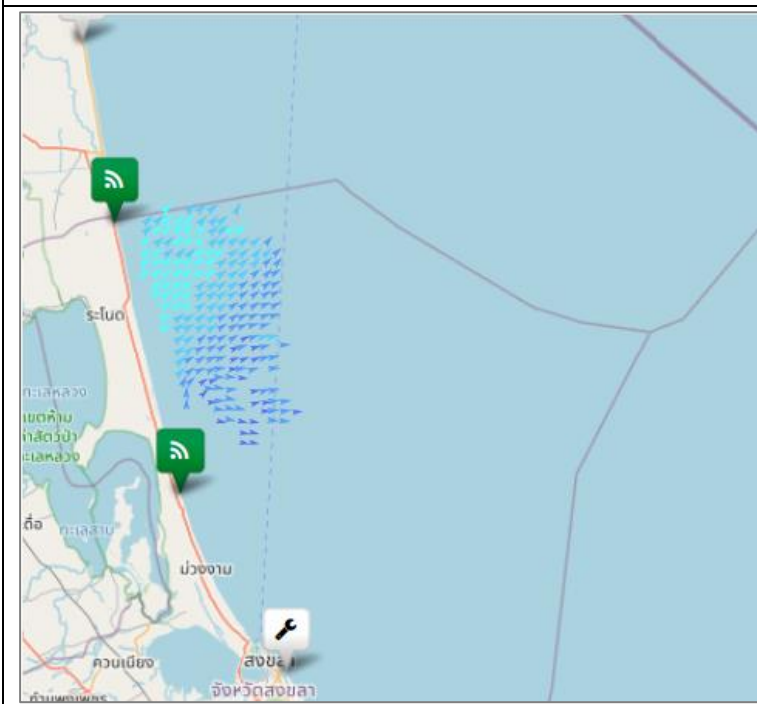 ระโนด
ทะเลหลวง
เขตห้าม
ล่าสัตว์ป่า
ทะเลหลวง
ทะเลสาบ
ม่วงงาม
ควนเนียง
สงขลา
จังหวัดสงขลา